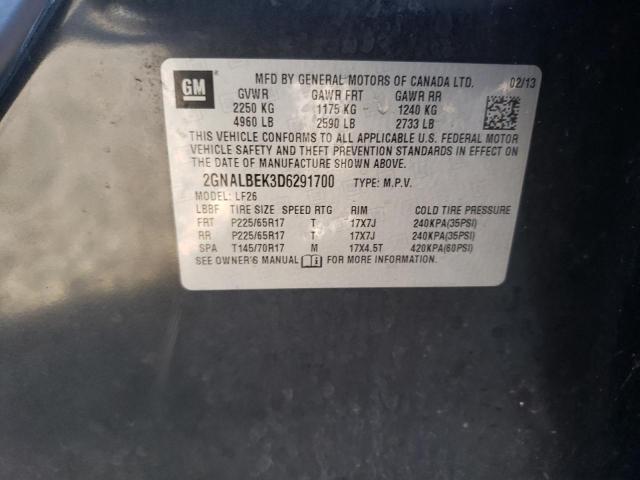 GM
MFD BY GENERAL MOTORS OF CANADA LTD. 02/13
GVWR GAWR FRT GAWR RR
2250 KG 1175 KG 1240 KG
4960 LB 2590 LB 2733 LB
THIS VEHICLE CONFORMS TO ALL APPLICABLE U.S. FEDERAL MOTOR
VEHICLE SAFETY AND THEFT PREVENTION STANDARDS IN EFFECT ON THE
DATE OF MANUFACTURE SHOWN ABOVE.
2GNALBEK3D6291700 TYPE: M.P.V.
MODEL: LF26
LBBF TIRE SIZE SPEED RTG RIM COLD TIRE PRESSURE
FRT P225/65R17 T 17X7J 240KPA(35PSI)
RR P225/65R17 T 17X7J 240KPA(35PSI)
SPA T145/70R17 M 17X4.5T 420KPA(60PSI)
SEE OWNER'S MANUAL FOR MORE INFORMATION.